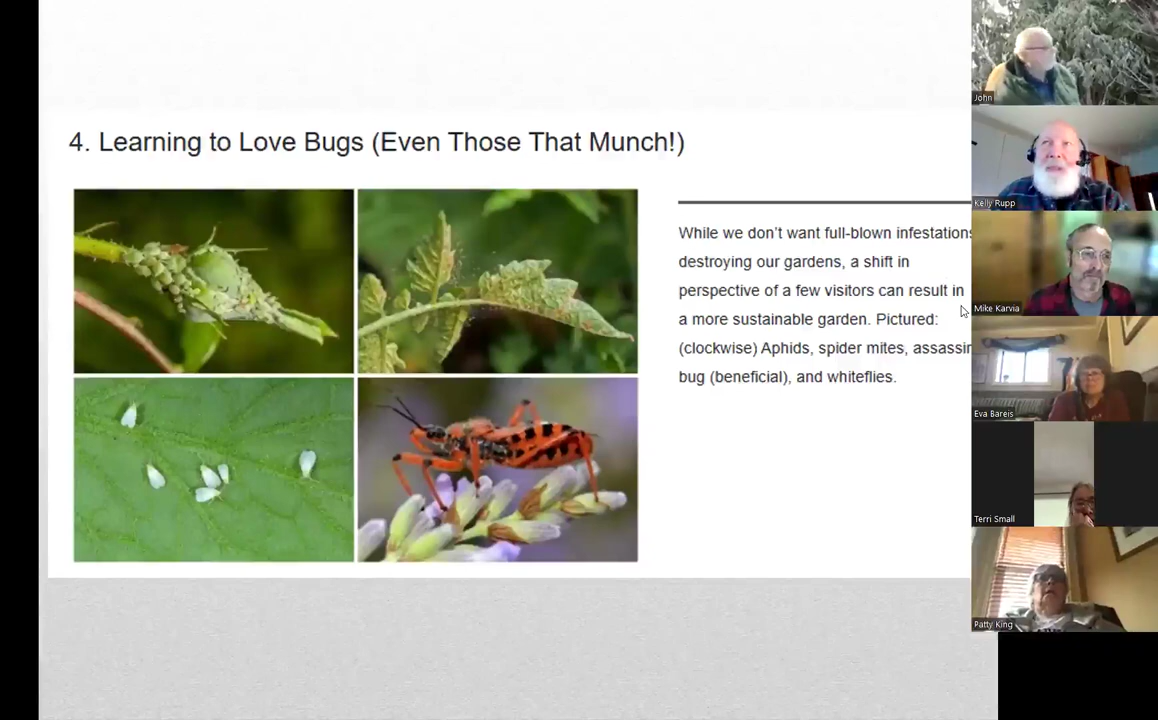 4. Learning to Love Bugs (Even Those That Munch!)
While we don’t want full-blown infestations
destroying our gardens, a shift in
perspective of a few visitors can result in
a more sustainable garden. Pictured:
(clockwise) Aphids, spider mites, assassin
bug (beneficial), and whiteflies.
John
Kelly Rupp
Mike Karvia
Eva Bareis
Terri Small
Patty King